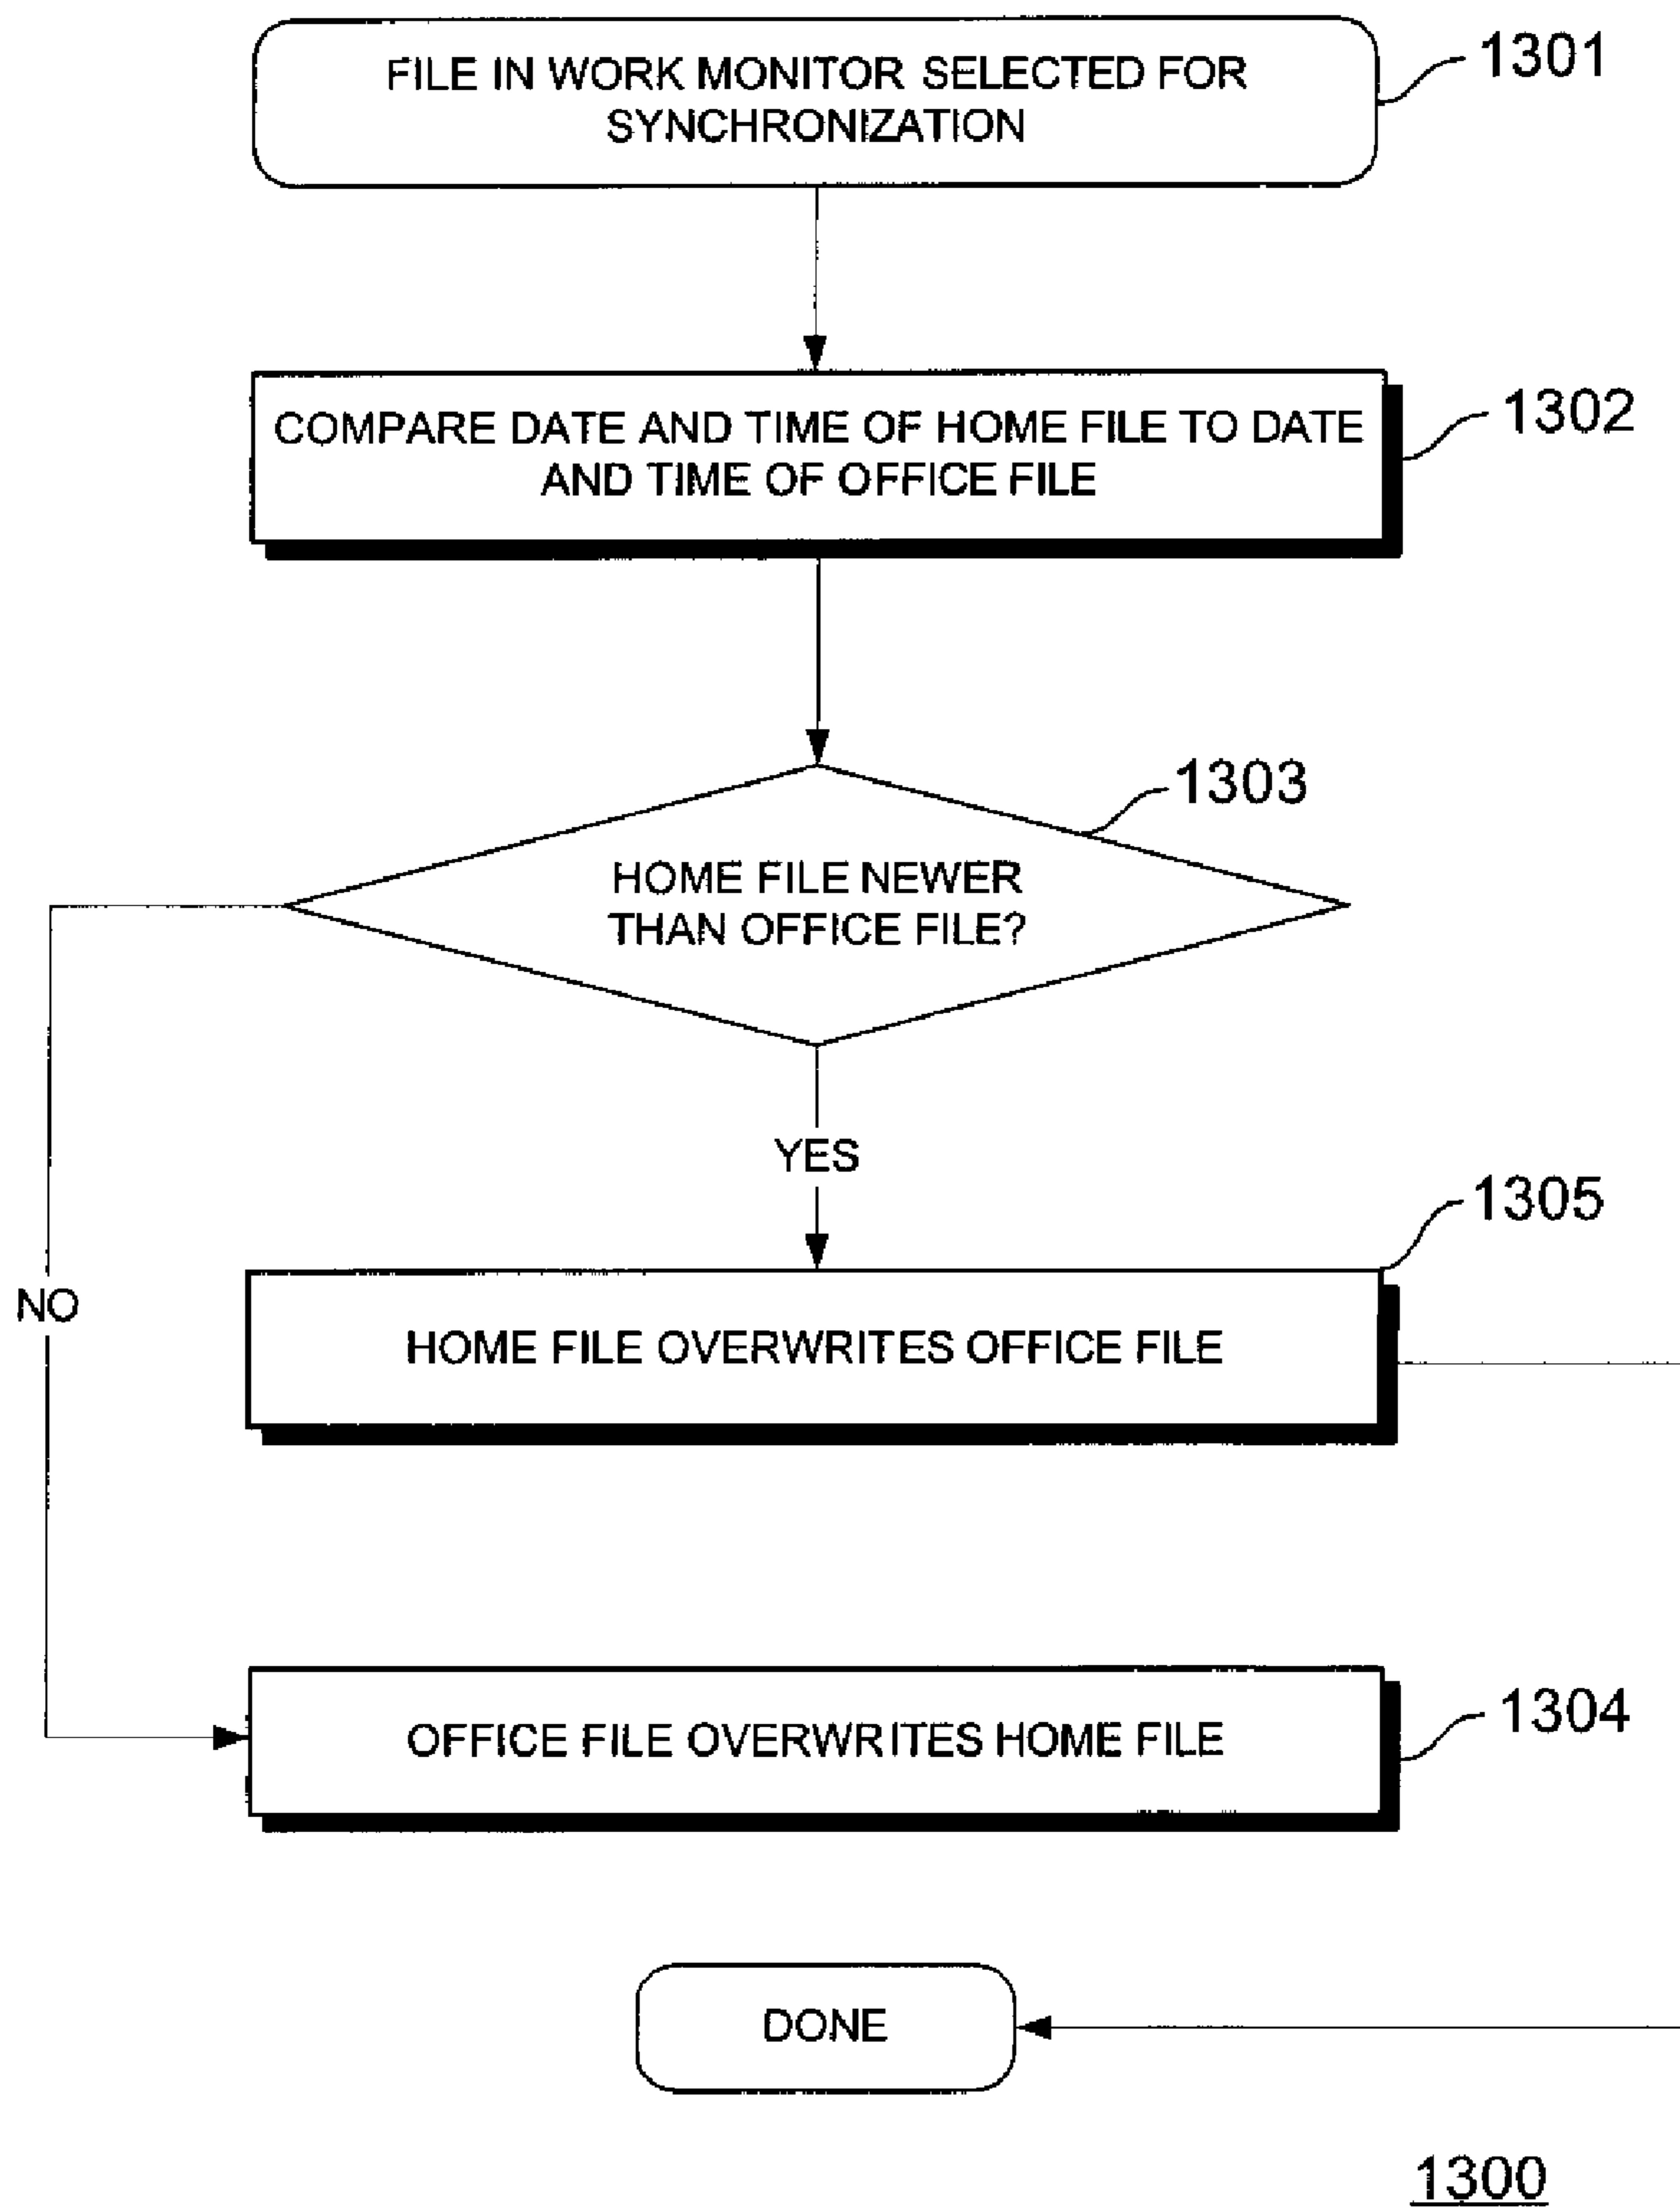 1301
FILE IN WORK MONITOR SELECTED FOR
SYNCHRONIZATION
1302
COMPARE DATE AND TIME OF HOME FILE TO DATE
AND TIME OF OFFICE FILE
1303
HOME FILE NEWER
THAN OFFICE FILE?
YES
1305
NO
HOME FILE OVERWRITES OFFICE FILE
1304
OFFICE FILE OVERWRITES HOME FILE
DONE
1300